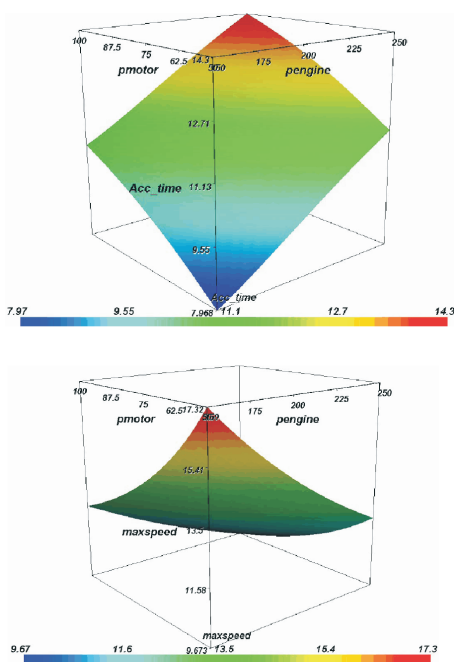 100 87.5 75 62.5 14.3 175 200 225 250
pmotor pengine
12.71
11.13
Acc_time
9.55
Acc_time
7.968
7.97 9.55 11.1 12.7 14.3
100 87.5 75 62.5 17.32 175 200 225 250
pmotor pengine
15.41
maxspeed 13.5
11.58
maxspeed
9.673
9.67 11.6 13.5 15.4 17.3